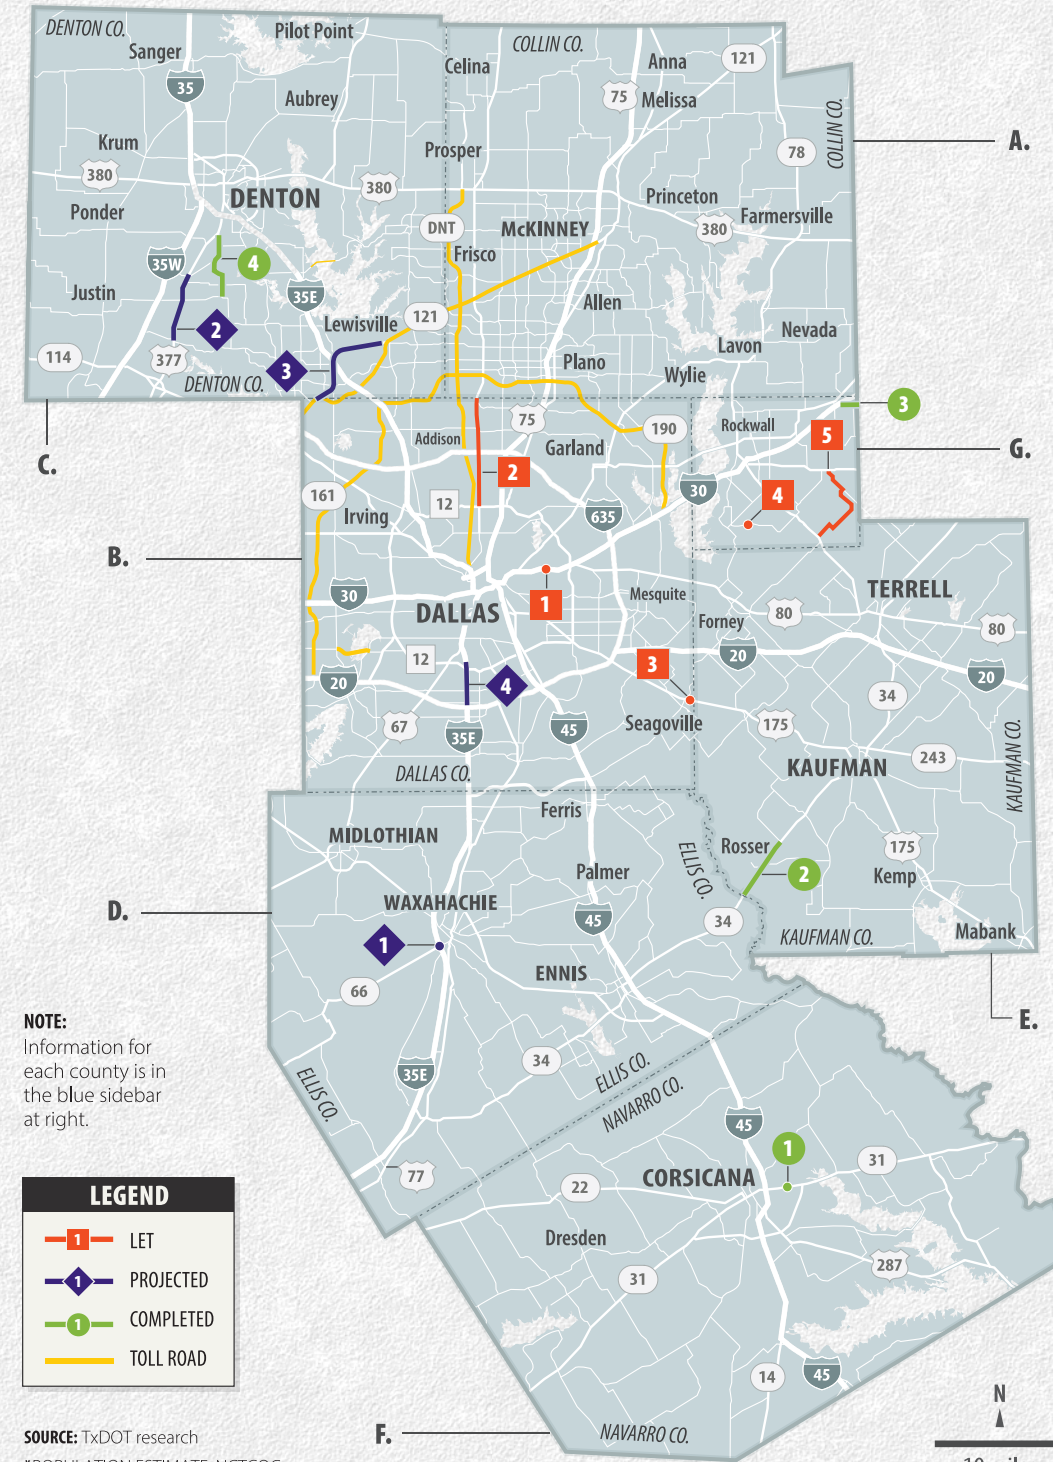 DENTON CO.
Sanger
Pilot Point
COLLIN CO.
Celina
Anna
121
35
75
Melissa
Aubrey
COLLIN CO.
A.
Krum
Prosper
78
380
DENTON
380
Princeton
Ponder
DNT
McKINNEY
380
Farmersville
35W
4
Frisco
Justin
35E
Allen
121
2
Lewisville
Nevada
Lavon
114
377
3
Plano
Wylie
DENTON CO.
3
C.
75
190
Rockwall
5
G.
Addison
Garland
2
30
4
161
12
635
Irving
B.
30
1
Mesquite
TERRELL
DALLAS
80
80
Forney
12
3
20
20
20
4
34
67
35E
45
Seagoville
175
243
KAUFMAN CO.
DALLAS CO.
KAUFMAN
Ferris
MIDLOTHIAN
Rosser
175
ELLIS CO.
Palmer
2
Kemp
D.
WAXAHACHIE
45
34
Mabank
1
KAUFMAN CO.
ENNIS
66
E.
NOTE:
Information for
each county is in
the blue sidebar
at right.
34
35E
ELLIS CO.
ELLIS CO.
NAVARRO CO.
45
1
31
77
22
CORSICANA
LEGEND
1 LET
1 PROJECTED
1 COMPLETED
TOLL ROAD
Dresden
31
287
14
45
N
F.
NAVARRO CO.
SOURCE: TxDOT research